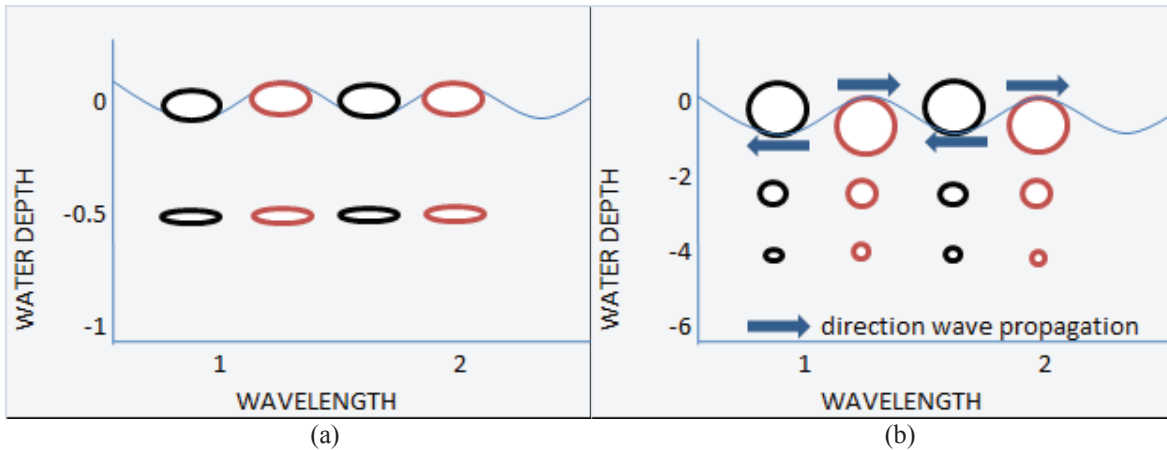 WATER DEPTH
0
-0.5
-1
1 2
WAVELENGTH
(a)
WATER DEPTH
0
-2
-4
-6
direction wave propagation
1 2
WAVELENGTH
(b)